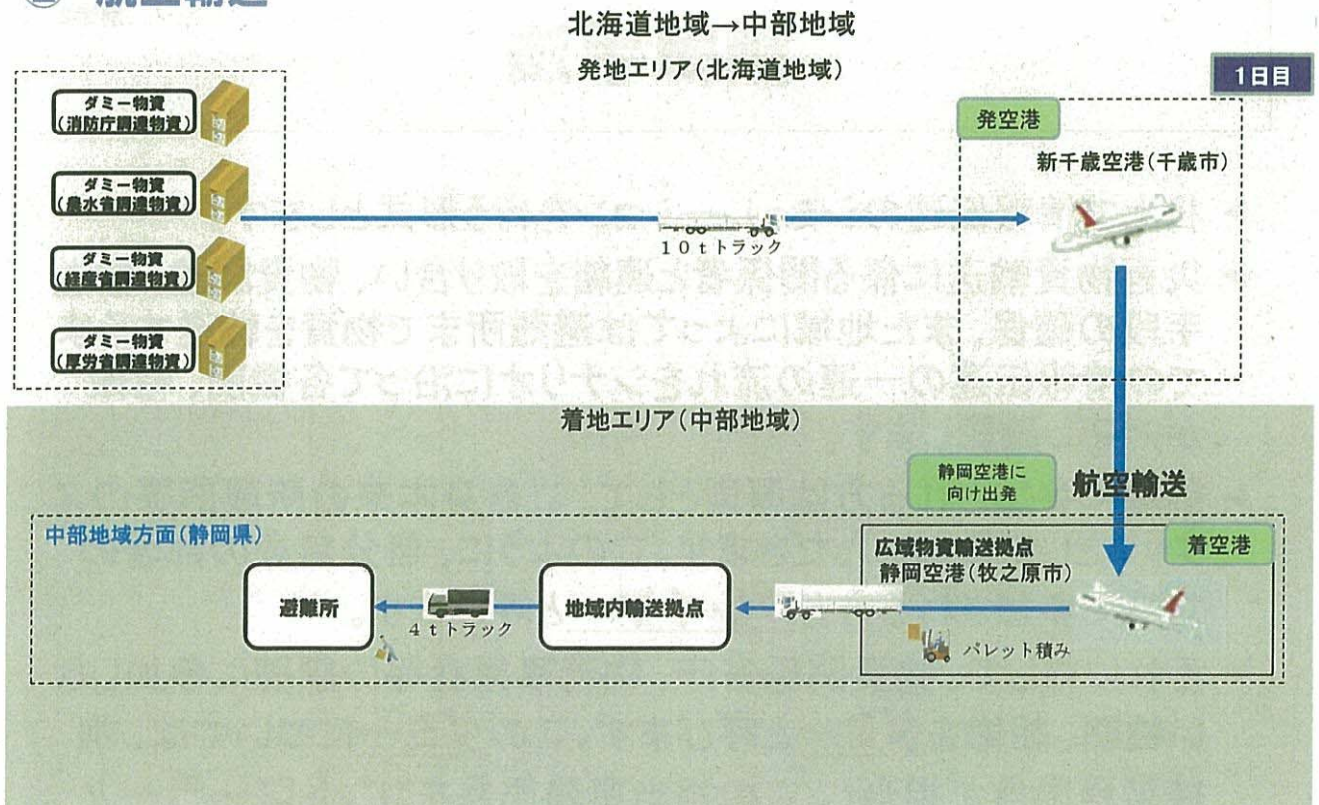 ② 航空輸送
北海道地域→中部地域
発地エリア(北海道地域)
1日目
ダミー物資
(消防庁調達物資)
ダミー物資
(農水省調達物資)
ダミー物資
(経産省調達物資)
ダミー物資
(厚労省調達物資)
10tトラック
発空港
新千歳空港(千歳市)
着地エリア(中部地域)
静岡空港に
向け出発
航空輸送
中部地域方面(静岡県)
広域物資輸送拠点
静岡空港(牧之原市)
着空港
避難所
4tトラック
地域内輸送拠点
パレット積み